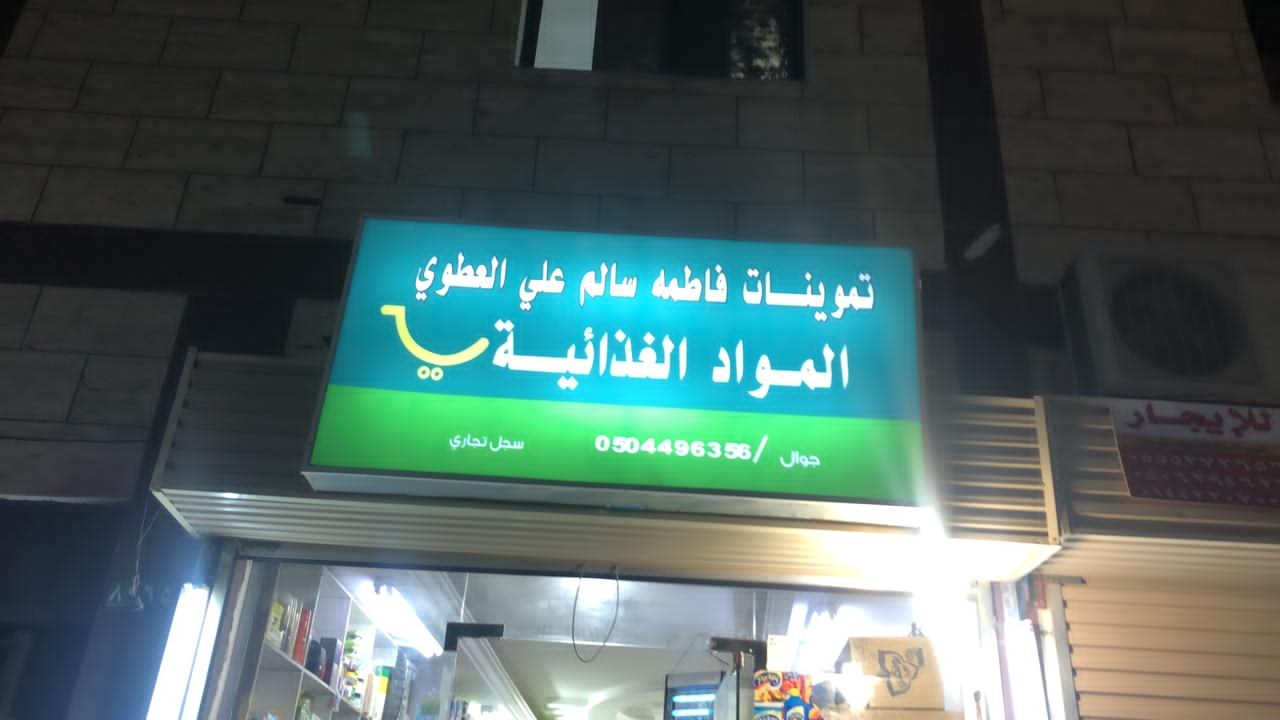 تموينات فاطمه سالم علي العطوي
المواد الغذائية
جوال / 0504496356
سجل تجاري
للإيجار